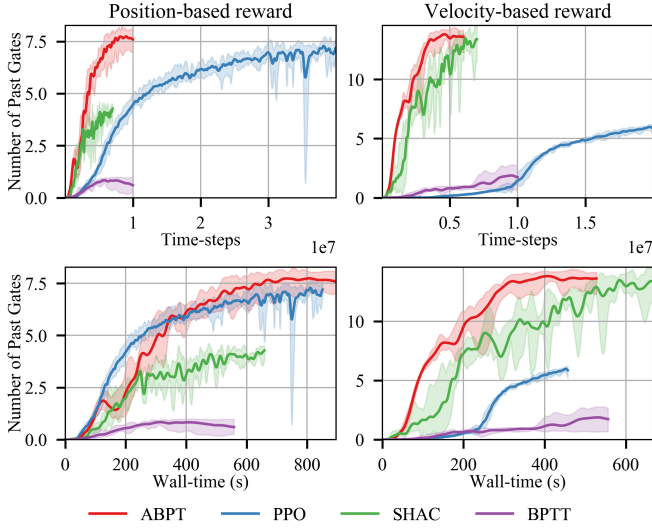 Position-based reward
Velocity-based reward
Number of Past Gates
7.5
5.0
2.5
0.0
10
5
0
1
2
3
0.5
1.0
1.5
Time-steps
1e7
Time-steps
1e7
Number of Past Gates
7.5
5.0
2.5
0.0
10
5
0
0
200
400
600
800
0
200
400
600
Wall-time (s)
Wall-time (s)
ABPT
PPO
SHAC
BPTT